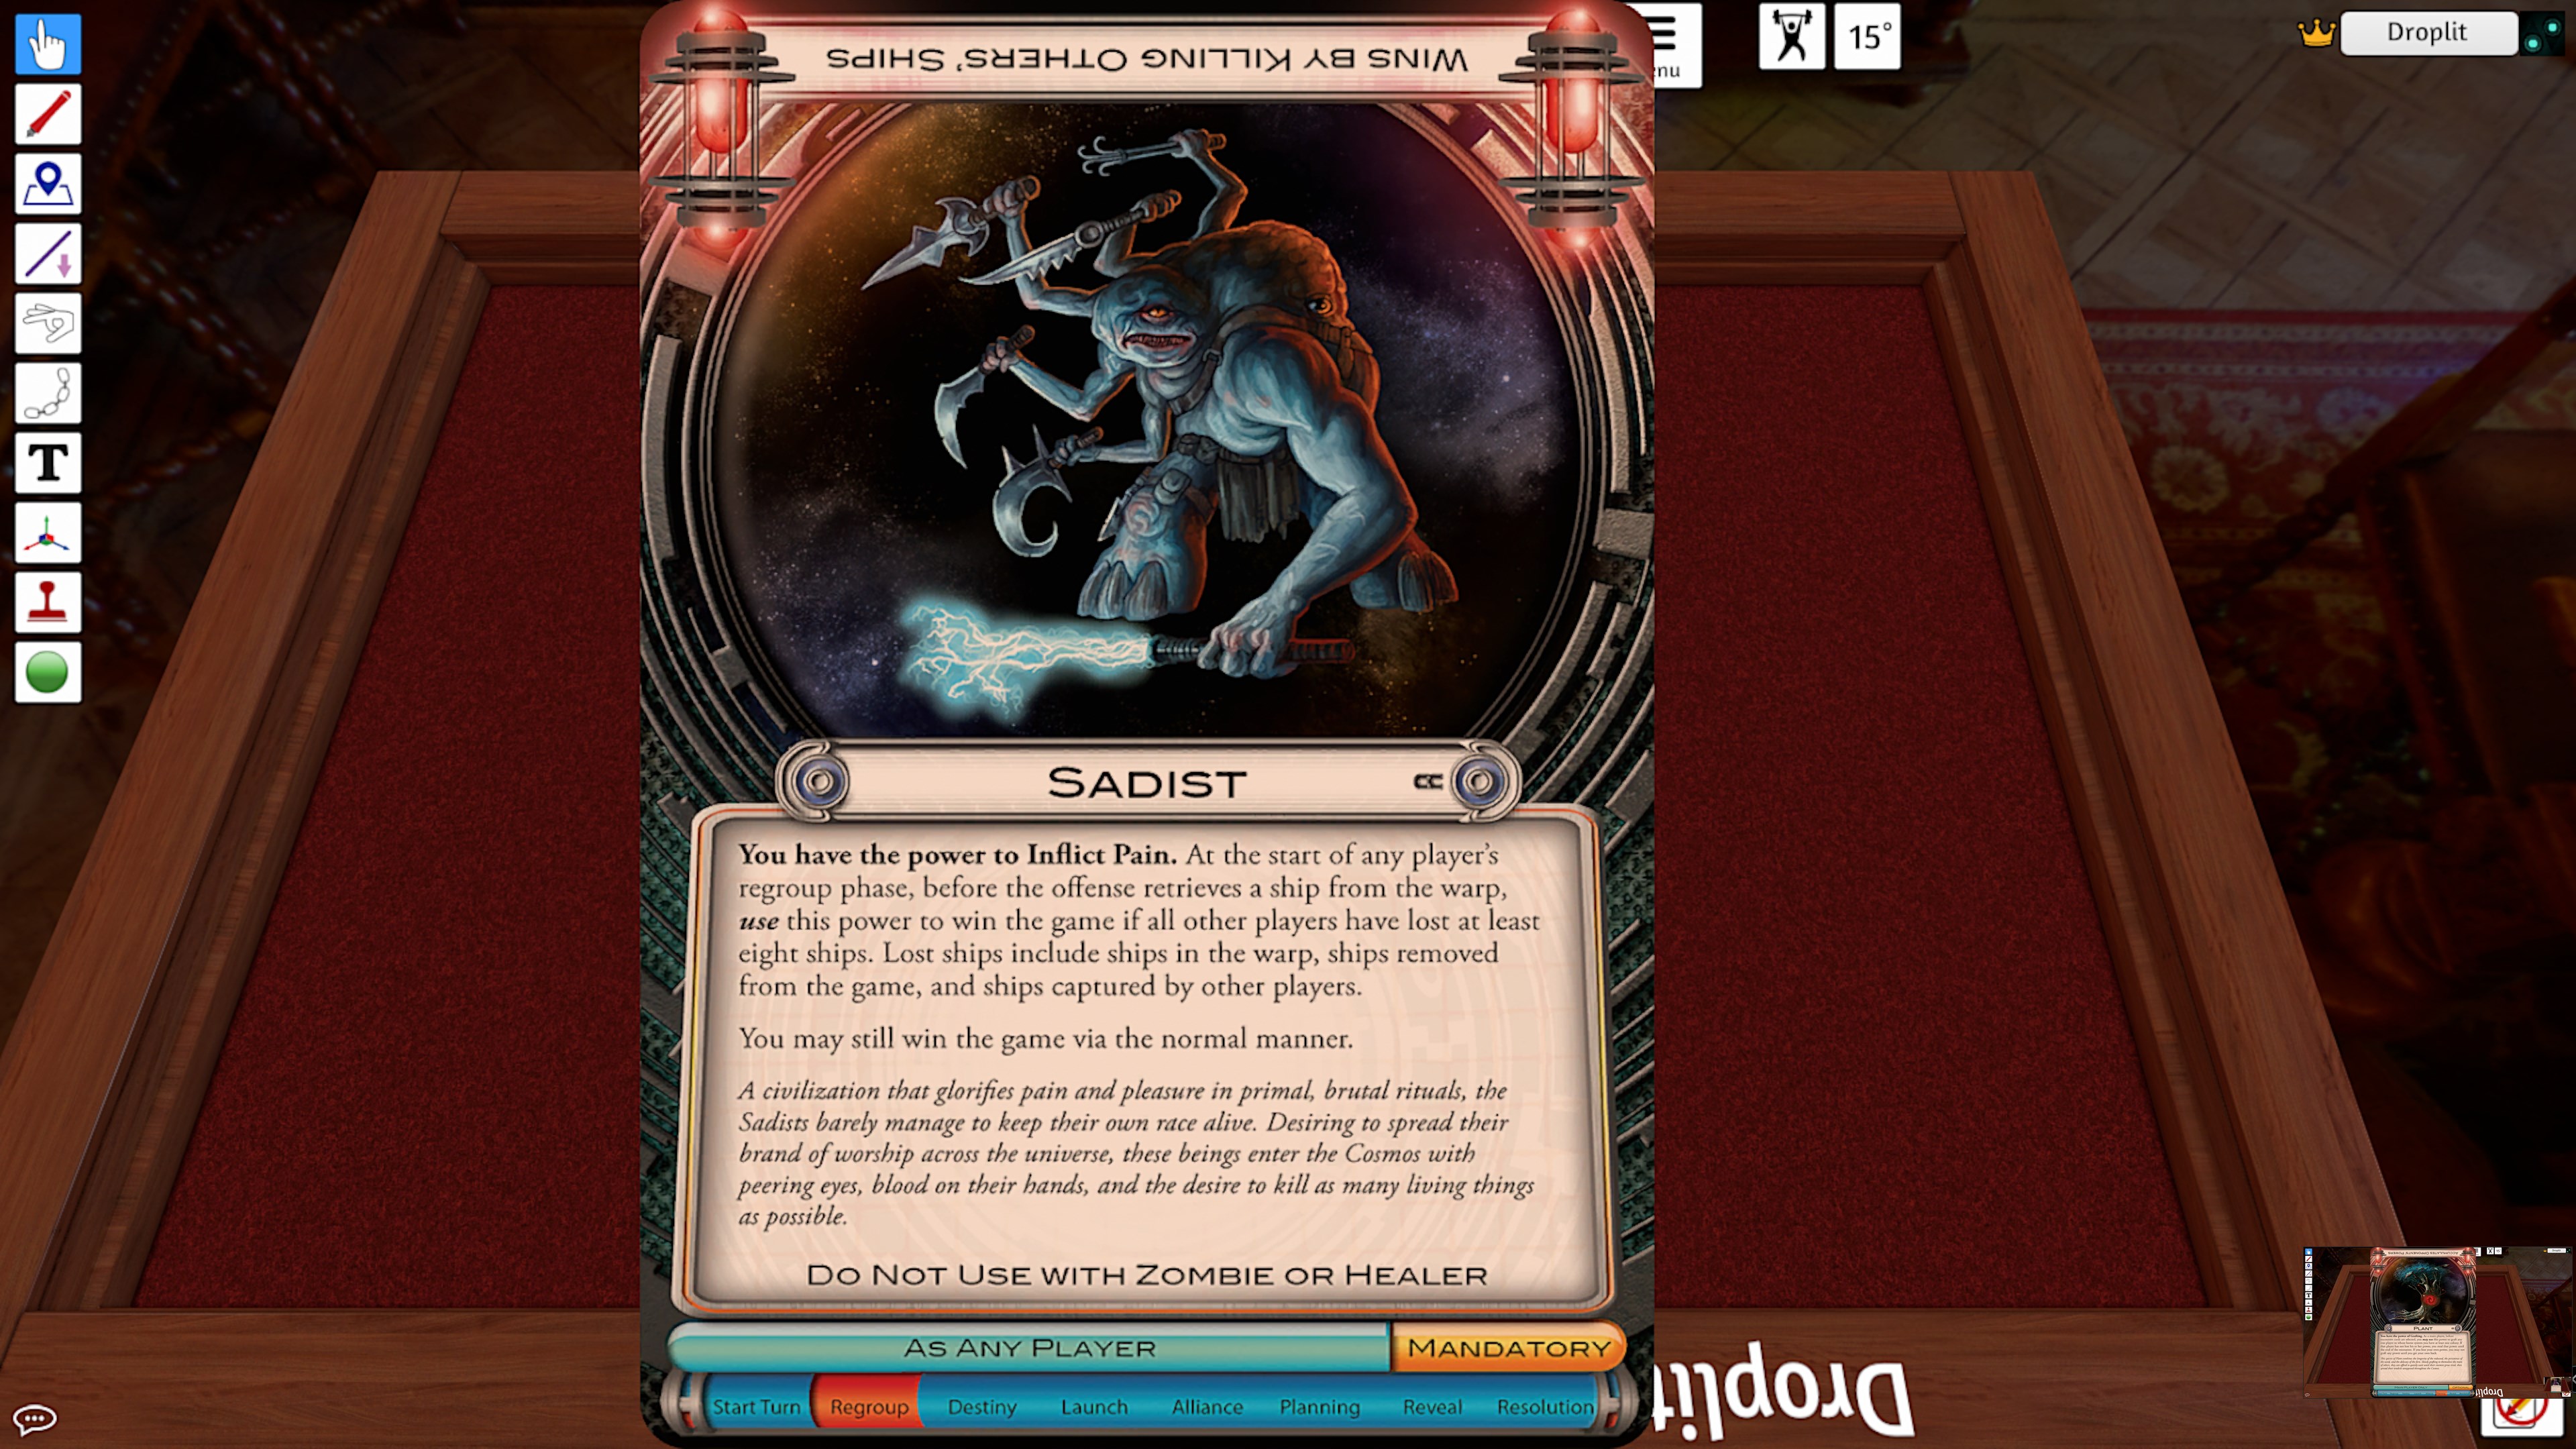 WINS BY KILLING OTHERS' SHIPS
nu
15°
Droplit
T
SADIST
CC
You have the power to Inflict Pain. At the start of any player's
regroup phase, before the offense retrieves a ship from the warp,
use this power to win the game if all other players have lost at least
eight ships. Lost ships include ships in the warp, ships removed
from the game, and ships captured by other players.
You may still win the game via the normal manner.
A civilization that glorifies pain and pleasure in primal, brutal rituals, the
Sadists barely manage to keep their own race alive. Desiring to spread their
brand of worship across the universe, these beings enter the Cosmos with
peering eyes, blood on their hands, and the desire to kill as many living things
as possible.
DO NOT USE WITH ZOMBIE OR HEALER
AS ANY PLAYER MANDATORY
Start Turn Regroup Destiny Launch Alliance Planning Reveal Resolution
Droplit
PLANT
Droplit